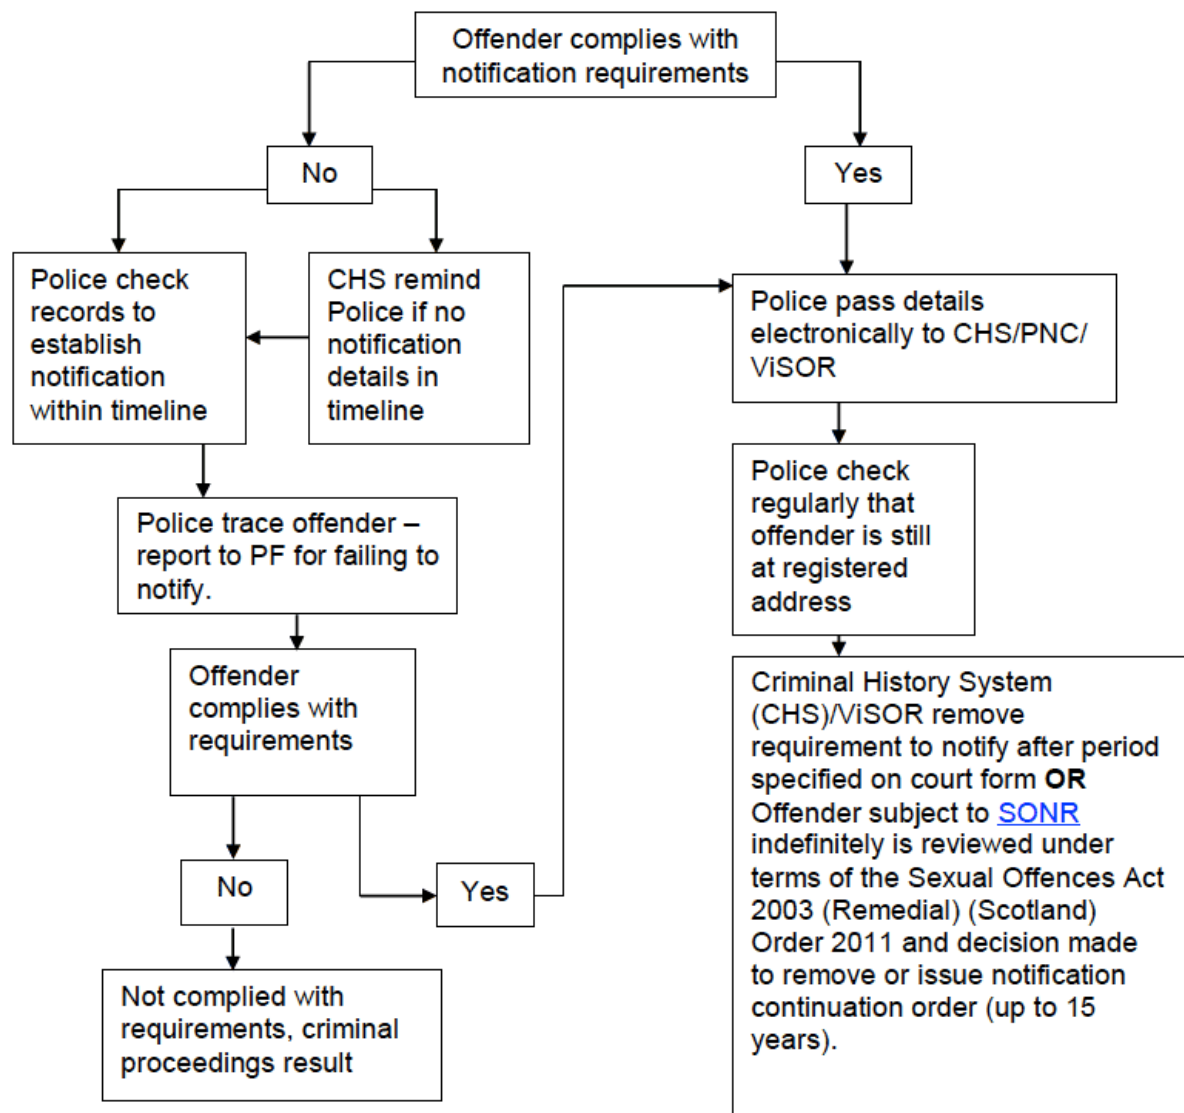 Offender complies with
notification requirements
No
Yes
Police check
records to
establish
notification
within timeline
CHS remind
Police if no
notification
details in
timeline
Police pass details
electronically to CHS/PNC/
ViSOR
Police check
regularly that
offender is still
at registered
address
Police trace offender –
report to PF for failing to
notify.
Offender
complies with
requirements
No
Yes
Not complied with
requirements, criminal
proceedings result
Criminal History System
(CHS)/ViSOR remove
requirement to notify after period
specified on court form OR
Offender subject to SONR
indefinitely is reviewed under
terms of the Sexual Offences Act
2003 (Remedial) (Scotland)
Order 2011 and decision made
to remove or issue notification
continuation order (up to 15
years).